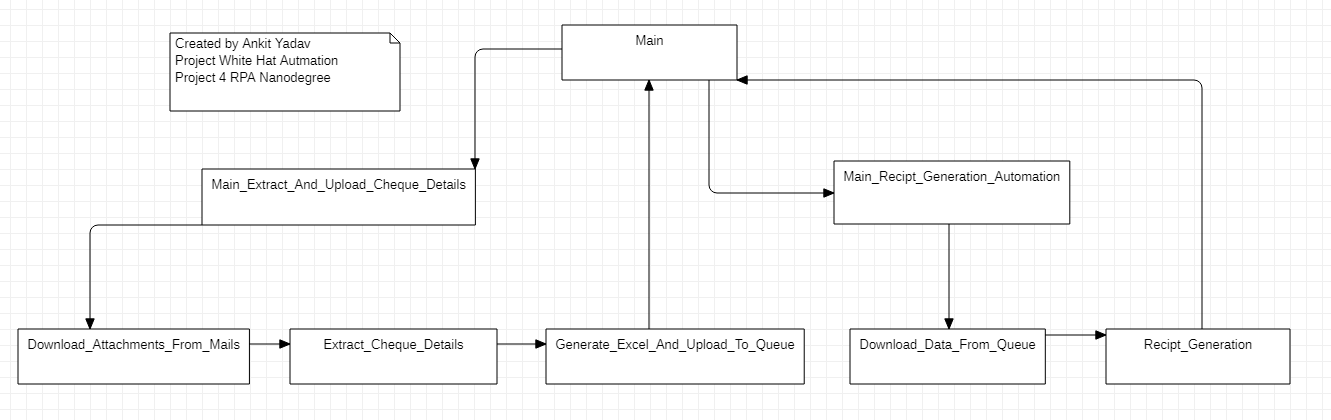 Created by Ankit Yadav
Project White Hat Autmation
Project 4 RPA Nanodegree
Main
Main_Extract_And_Upload_Cheque_Details
Main_Recipt_Generation_Automation
Download_Attachments_From_Mails
Extract_Cheque_Details
Generate_Excel_And_Upload_To_Queue
Download_Data_From_Queue
Recipt_Generation